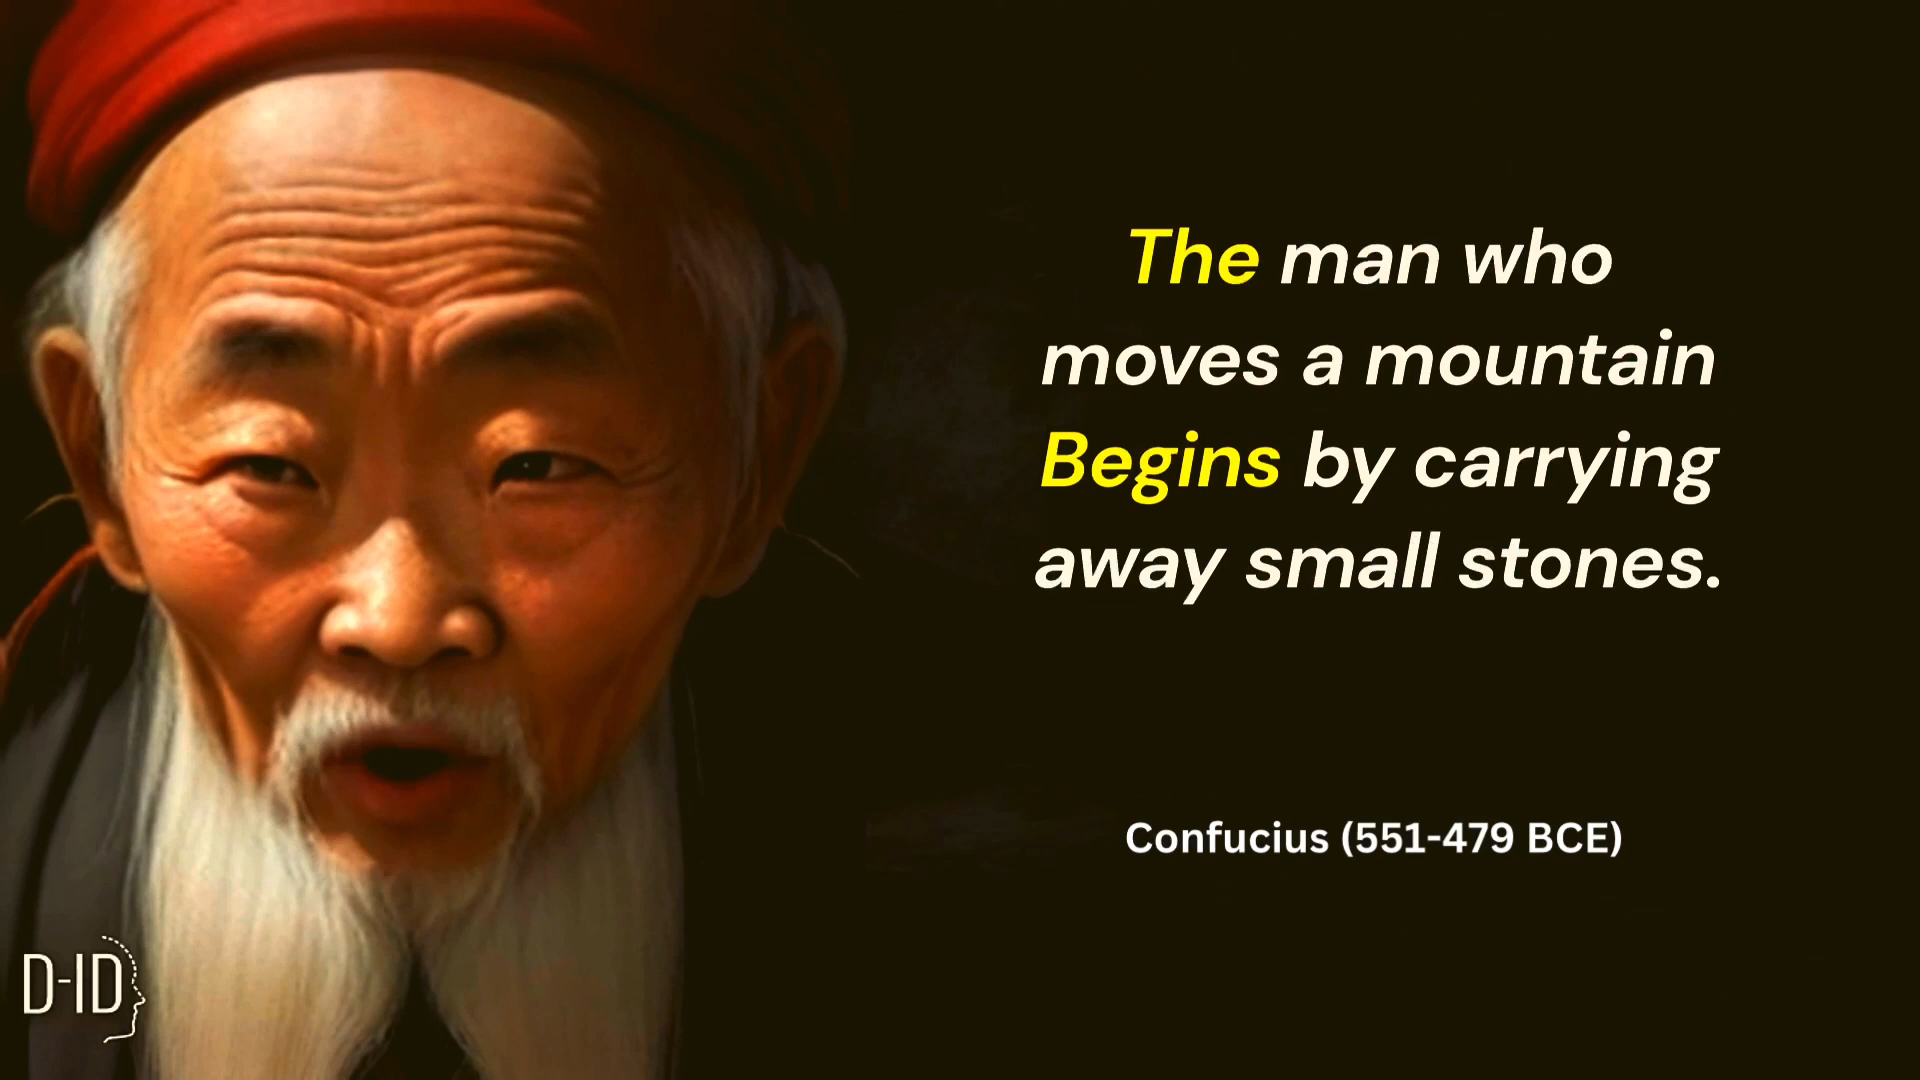 The man who
moves a mountain
Begins by carrying
away small stones.
Confucius (551-479 BCE)
D-ID